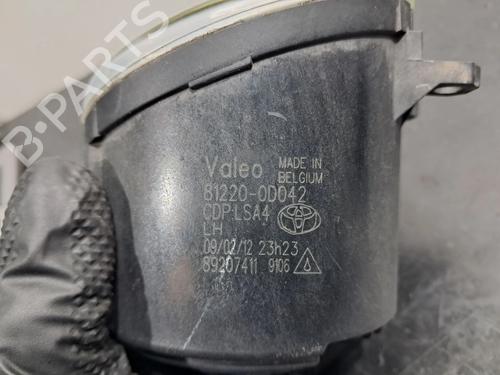 B-PARTS
Valeo MADE IN BELGIUM
81220-0D042
CDP-LSA4
LH
09/02/12 23h23
89207411 9106